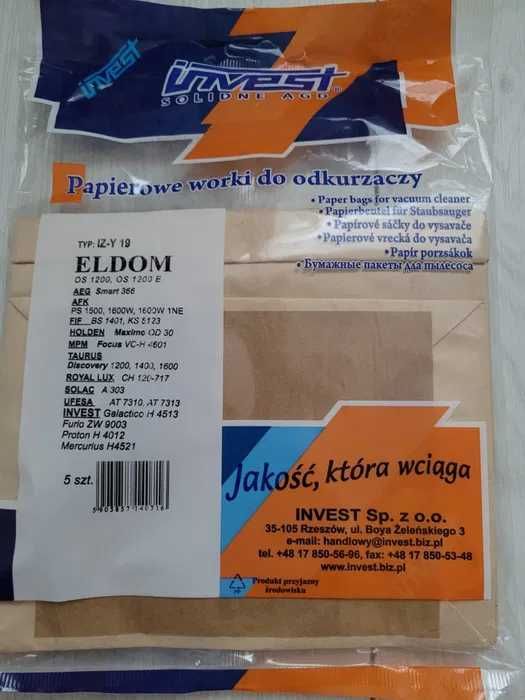 invest
invest®
SOLIDNE AGD
Papierowe worki do odkurzaczy
• Paper bags for vacuum cleaner
• Papierbeutel für Staubsauger
• Papírové sáčky do vysavače
• Papierové vrecká do vysavača
• Papír porzsákok
• Бумажные пакеты для пылесоса
TYP: IZ-Y 19
ELDOM
OS 1200, OS 1200 E
AEG Smart 366
AFK
PS 1500, 1600W, 1600W 1NE
FIF BS 1401, KS 5123
HOLDEN Maximo OD 30
MPM Focus VC-H 4601
TAURUS
Discovery 1200, 1400, 1600
ROYAL LUX CH 120-717
SOLAC A 303
UFESA AT 7310, AT 7313
INVEST Galactico H 4513
Furio ZW 9003
Proton H 4012
Mercurius H4521
5 szt.
Jakość, która wciąga
INVEST Sp. z o.o.
35-105 Rzeszów, ul. Boya Żeleńskiego 3
e-mail: handlowy@invest.biz.pl
tel. +48 17 850-56-96, fax: +48 17 850-53-48
www.invest.biz.pl
Produkt przyjazny
środowisku